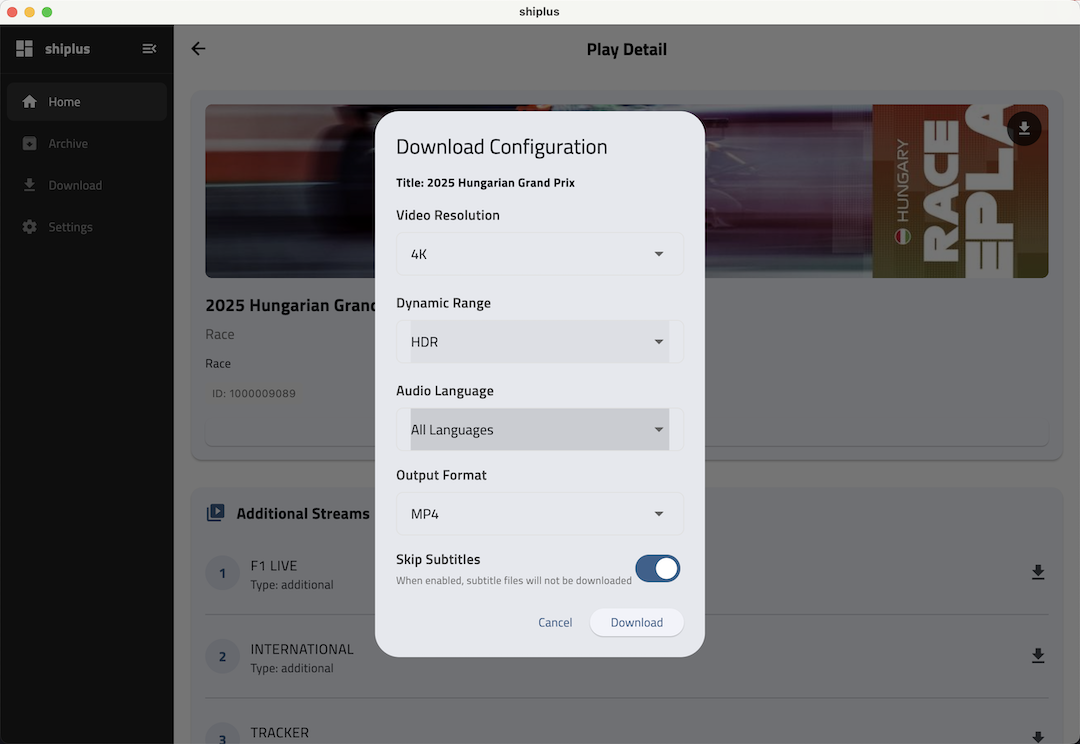 shiplus
shiplus
Home
Archive
Download
Settings
Play Detail
HUNGARY
RACE
REPLA
2025 Hungarian Grand
Race
Race
ID: 1000009089
Download Configuration
Title: 2025 Hungarian Grand Prix
Video Resolution
4K
Dynamic Range
HDR
Audio Language
All Languages
Output Format
MP4
Skip Subtitles
When enabled, subtitle files will not be downloaded
Cancel
Download
Additional Streams
1
F1 LIVE
Type: additional
2
INTERNATIONAL
Type: additional
3
TRACKER